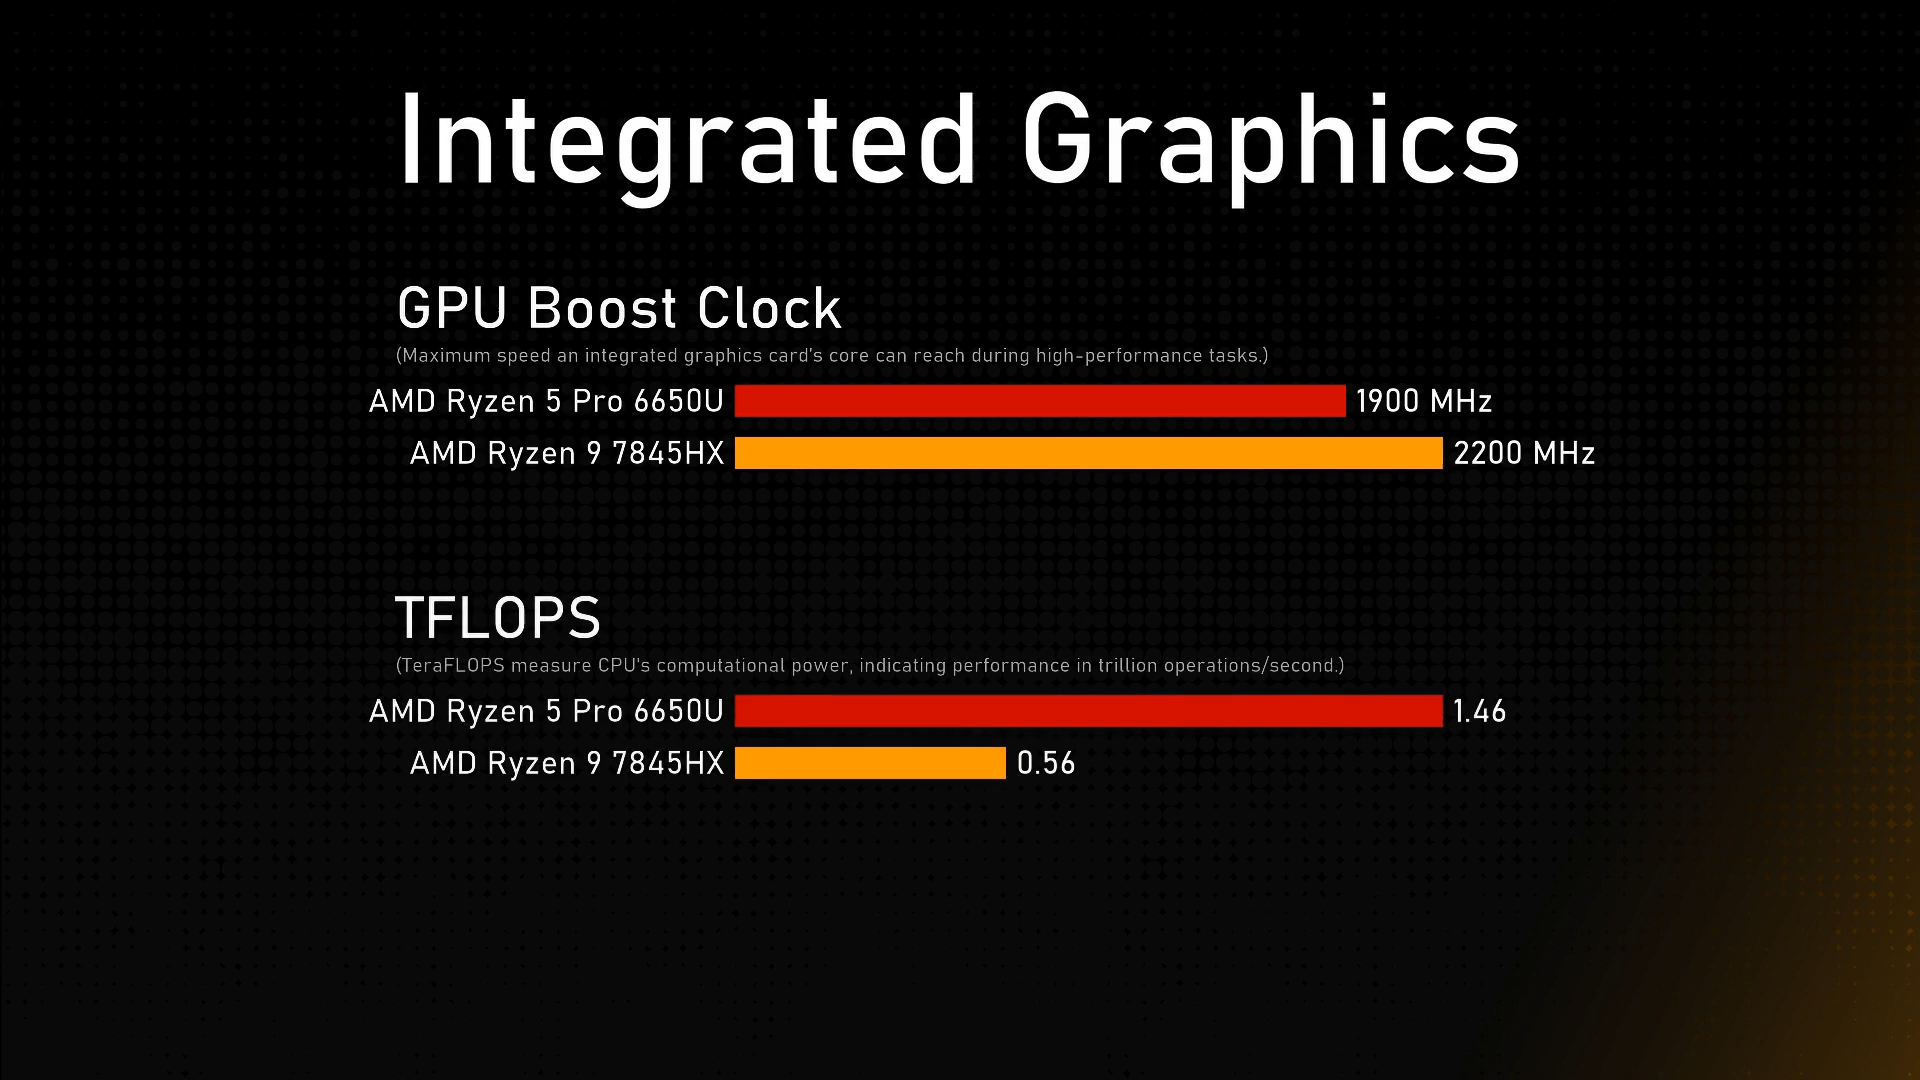 Integrated Graphics
GPU Boost Clock
(Maximum speed an integrated graphics card's core can reach during high-performance tasks.)
AMD Ryzen 5 Pro 6650U 1900 MHz
AMD Ryzen 9 7845HX 2200 MHz
TFLOPS
(TeraFLOPS measure CPU's computational power, indicating performance in trillion operations/second.)
AMD Ryzen 5 Pro 6650U 1.46
AMD Ryzen 9 7845HX 0.56